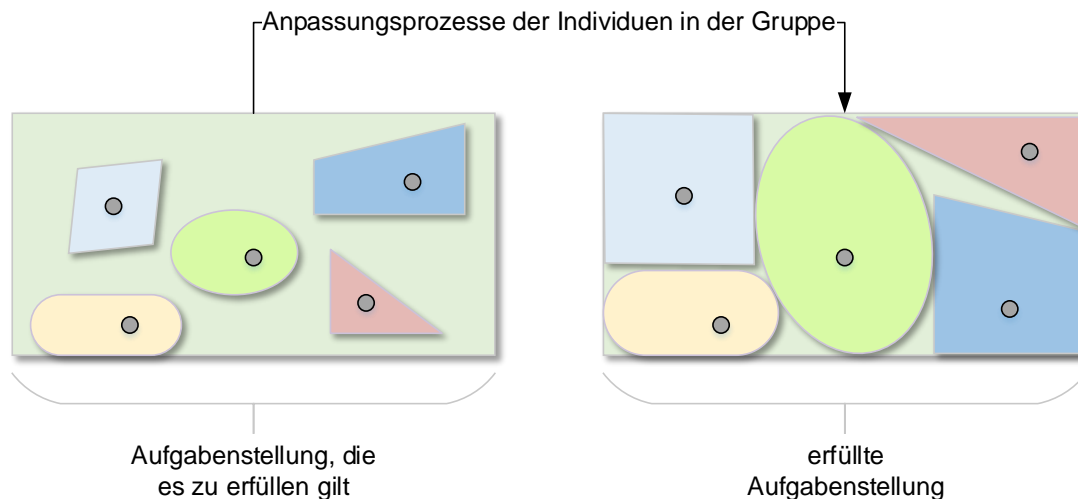 Anpassungsprozesse der Individuen in der Gruppe
Aufgabenstellung, die
es zu erfüllen gilt
erfüllte
Aufgabenstellung